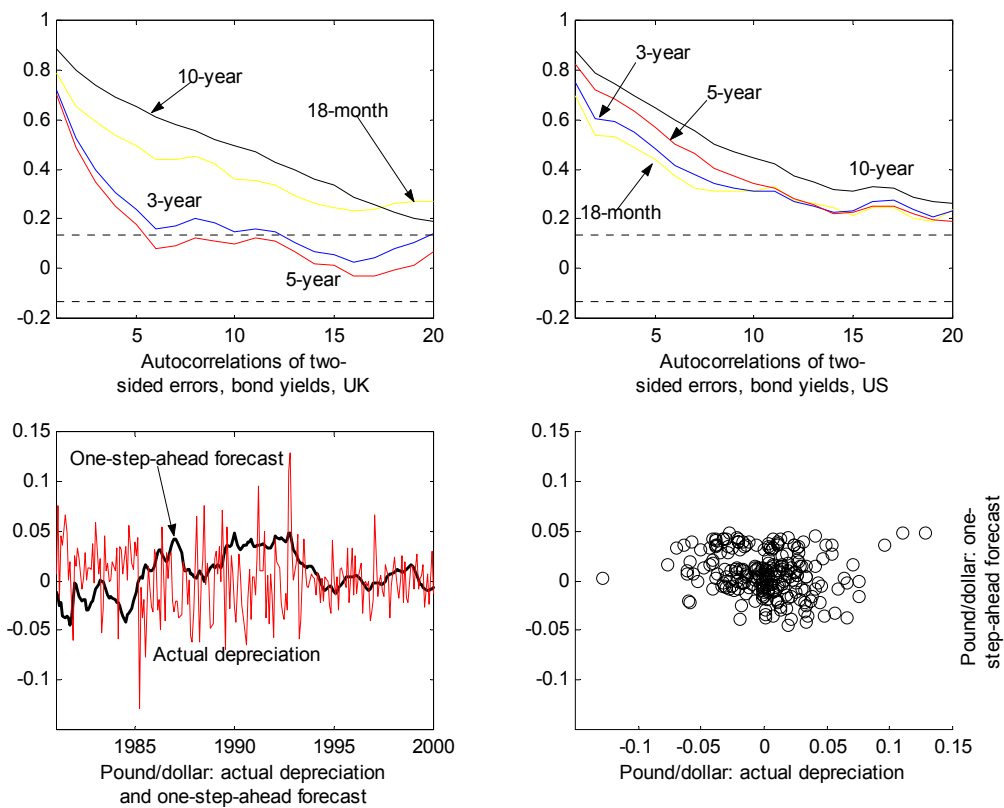 1
0.8
0.6
0.4
0.2
0
-0.2
10-year
18-month
3-year
5-year
5
10
15
20
Autocorrelations of two-
sided errors, bond yields, UK
1
0.8
0.6
0.4
0.2
0
-0.2
3-year
5-year
10-year
18-month
5
10
15
20
Autocorrelations of two-
sided errors, bond yields, US
0.15
0.1
0.05
0
-0.05
-0.1
One-step-ahead forecast
Actual depreciation
1985
1990
1995
2000
Pound/dollar: actual depreciation
and one-step-ahead forecast
0.15
0.1
0.05
0
-0.05
-0.1
Pound/dollar: one-
step-ahead forecast
-0.1
-0.05
0
0.05
0.1
0.15
Pound/dollar: actual depreciation